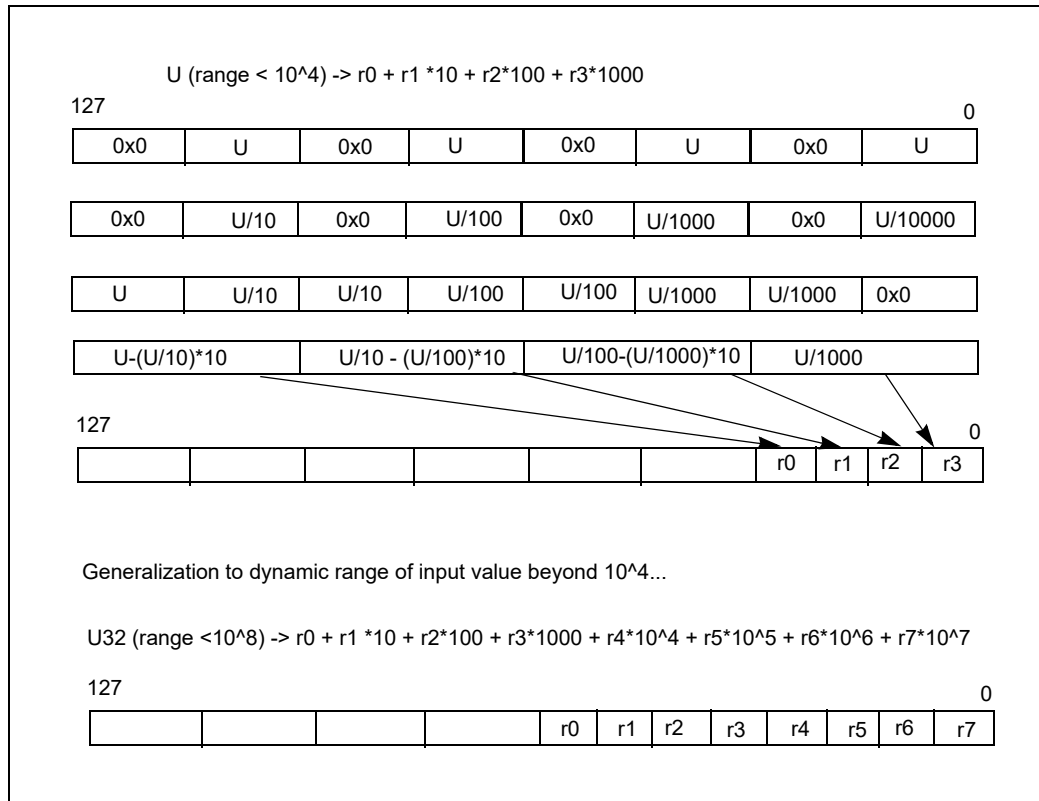 U (range < 10^4) -> r0 + r1 *10 + r2*100 + r3*1000
127 0
0x0 U 0x0 U 0x0 U 0x0 U
0x0 U/10 0x0 U/100 0x0 U/1000 0x0 U/10000
U U/10 U/10 U/100 U/100 U/1000 U/1000 0x0
U-(U/10)*10 U/10 - (U/100)*10 U/100-(U/1000)*10 U/1000
127 0
r0 r1 r2 r3
Generalization to dynamic range of input value beyond 10^4...
U32 (range <10^8) -> r0 + r1 *10 + r2*100 + r3*1000 + r4*10^4 + r5*10^5 + r6*10^6 + r7*10^7
127 0
r0 r1 r2 r3 r4 r5 r6 r7